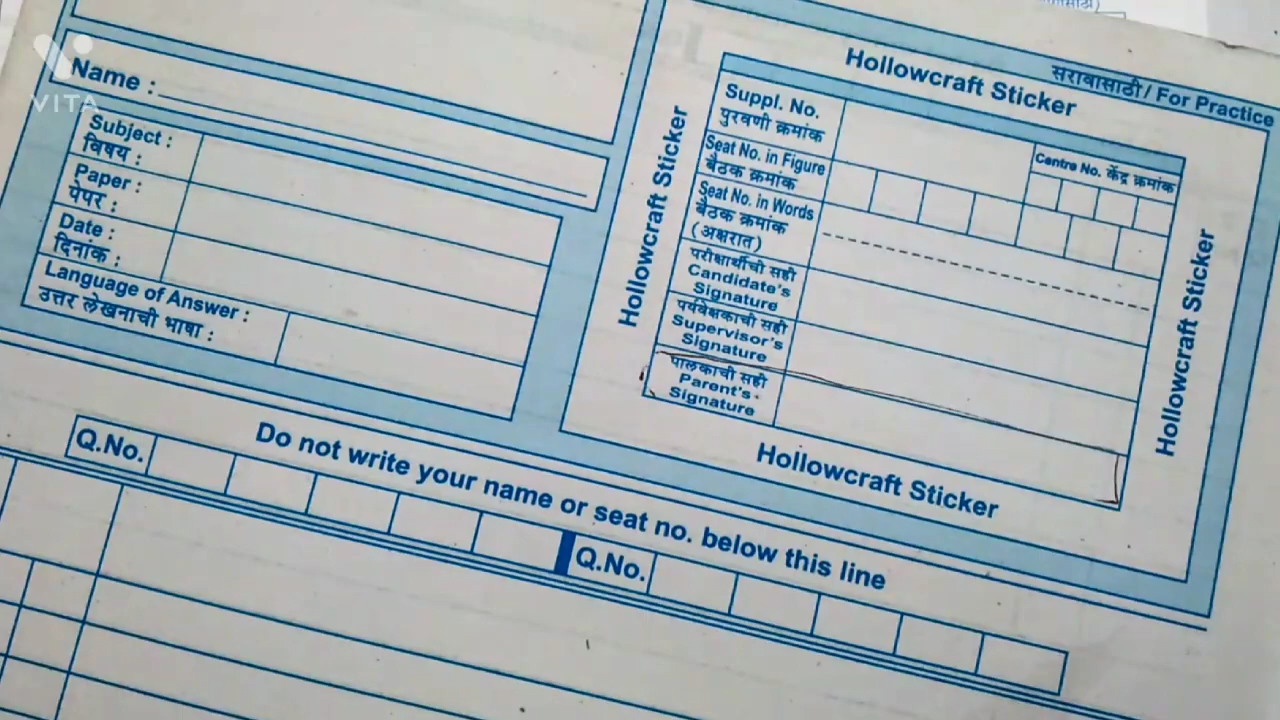 VITA
Name :
Subject :
विषय :
Paper :
पेपर :
Date :
दिनांक :
Language of Answer :
उत्तर लेखनाची भाषा :
सरावासाठी / For Practice
Hollowcraft Sticker
Hollowcraft Sticker
Suppl. No.
पुरवणी क्रमांक
Seat No. in Figure
बैठक क्रमांक
Centre No. केंद्र क्रमांक
Seat No. in Words
बैठक क्रमांक
(अक्षरात)
परीक्षार्थीची सही
Candidate's
Signature
पर्यवेक्षकाची सही
Supervisor's
Signature
पालकाची सही
Parent's
Signature
Hollowcraft Sticker
Hollowcraft Sticker
Do not write your name or seat no. below this line
Q.No.
Q.No.